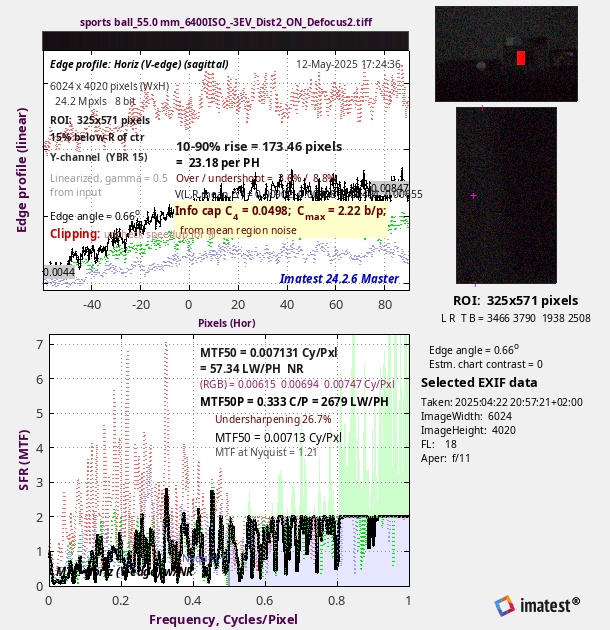 sports ball_55.0 mm_6400ISO_-3EV_Dist2_ON_Defocus2.tiff
Edge profile: Horiz (V-edge) (sagittal)
12-May-2025 17:24:36
6024 x 4020 pixels (WxH)
24.2 Mpxls 8 bit
ROI: 325x571 pixels
15% below-R of ctr
Y-channel (YBR 15)
Linearized, gamma = 0.5
from input
Edge angle = 0.66°
Clipping:
10-90% rise = 173.46 pixels
= 23.18 per PH
Over / undershoot = 3.6% / 8.8%
0.00847
Info cap C4 = 0.0498; Cmax = 2.22 b/p;
from mean region noise
0.0044
Imatest 24.2.6 Master
Edge profile (linear)
-40 -20 0 20 40 60 80
Pixels (Hor)
MTF50 = 0.007131 Cy/Pxl
= 57.34 LW/PH NR
(RGB) = 0.00615 0.00694 0.00747 Cy/Pxl
MTF50P = 0.333 C/P = 2679 LW/PH
Undersharpening 26.7%
MTF50 = 0.00713 Cy/Pxl
MTF at Nyquist = 1.21
SFR (MTF)
7
6
5
4
3
2
1
0
0 0.2 0.4 0.6 0.8 1
Frequency, Cycles/Pixel
ROI: 325x571 pixels
L R T B = 3466 3790 1938 2508
Edge angle = 0.66°
Estm. chart contrast = 0
Selected EXIF data
Taken: 2025:04:22 20:57:21+02:00
ImageWidth: 6024
ImageHeight: 4020
FL: 18
Aper: f/11
imatest®